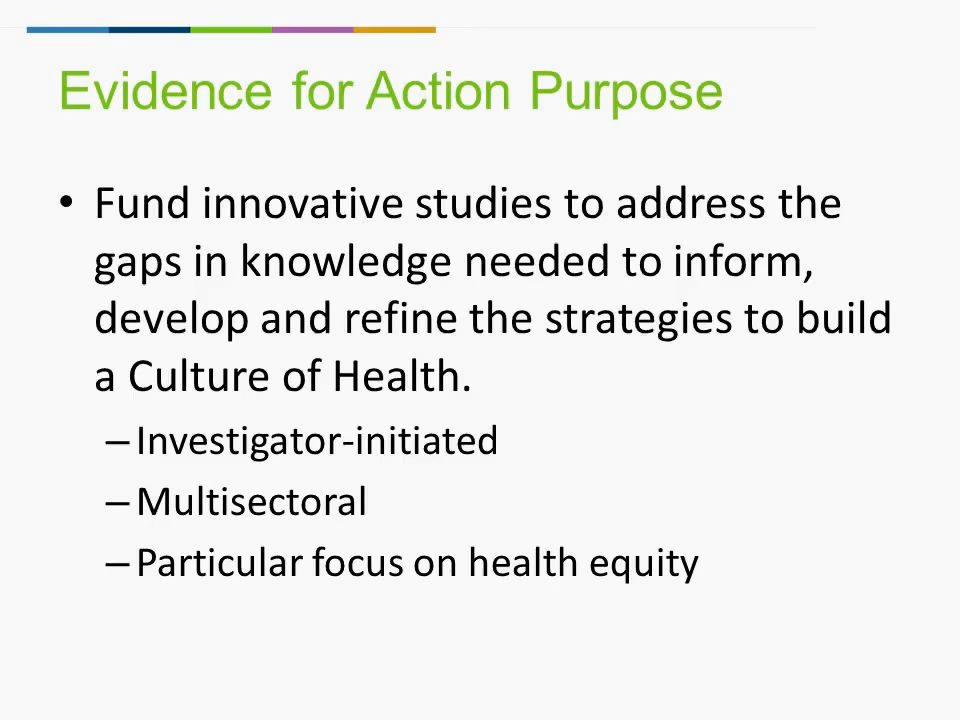 Evidence for Action Purpose
• Fund innovative studies to address the
gaps in knowledge needed to inform,
develop and refine the strategies to build
a Culture of Health.
–Investigator-initiated
–Multisectoral
–Particular focus on health equity